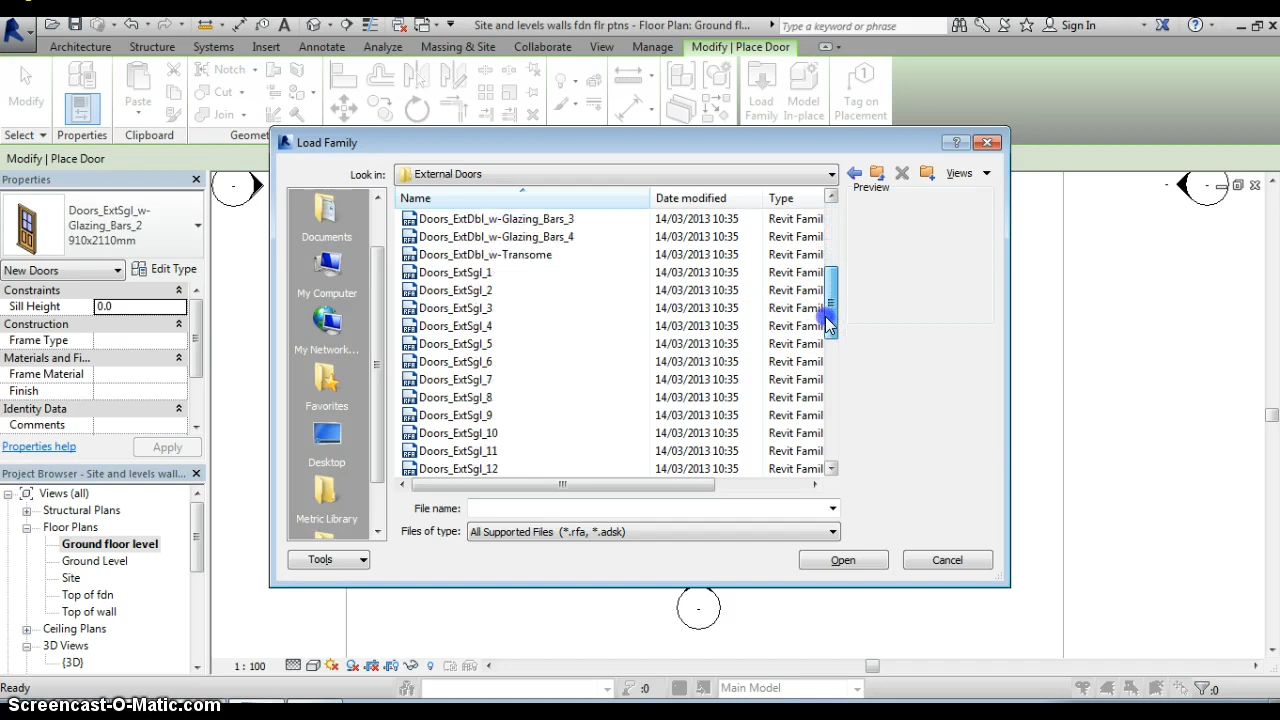 Site and levels walls fdn flr ptns - Floor Plan: Ground fl...
Type a keyword or phrase
Sign In
Architecture Structure Systems Insert Annotate Analyze Massing & Site Collaborate View Manage Modify | Place Door
Modify
Paste
Notch
Cut
Join
Load Family
Model In-place
Tag on Placement
Select Properties Clipboard Geomet
Modify | Place Door
Properties
Doors_ExtSgl_w-
Glazing_Bars_2
910x2110mm
New Doors Edit Type
Constraints
Sill Height 0.0
Construction
Frame Type
Materials and Fi...
Frame Material
Finish
Identity Data
Comments
Properties help Apply
Project Browser - Site and levels wall...
Views (all)
Structural Plans
Floor Plans
Ground floor level
Ground Level
Site
Top of fdn
Top of wall
Ceiling Plans
3D Views
{3D}
Load Family
Look in: External Doors Views
Preview
Documents
My Computer
My Network...
Favorites
Desktop
Metric Library
Name Date modified Type
Doors_ExtDbl_w-Glazing_Bars_3 14/03/2013 10:35 Revit Famil
Doors_ExtDbl_w-Glazing_Bars_4 14/03/2013 10:35 Revit Famil
Doors_ExtDbl_w-Transome 14/03/2013 10:35 Revit Famil
Doors_ExtSgl_1 14/03/2013 10:35 Revit Famil
Doors_ExtSgl_2 14/03/2013 10:35 Revit Famil
Doors_ExtSgl_3 14/03/2013 10:35 Revit Famil
Doors_ExtSgl_4 14/03/2013 10:35 Revit Famil
Doors_ExtSgl_5 14/03/2013 10:35 Revit Famil
Doors_ExtSgl_6 14/03/2013 10:35 Revit Famil
Doors_ExtSgl_7 14/03/2013 10:35 Revit Famil
Doors_ExtSgl_8 14/03/2013 10:35 Revit Famil
Doors_ExtSgl_9 14/03/2013 10:35 Revit Famil
Doors_ExtSgl_10 14/03/2013 10:35 Revit Famil
Doors_ExtSgl_11 14/03/2013 10:35 Revit Famil
Doors_ExtSgl_12 14/03/2013 10:35 Revit Famil
File name:
Files of type: All Supported Files (*.rfa, *.adsk)
Tools Open Cancel
1 : 100
Ready :0 Main Model :0
Screencast-O-Matic.com